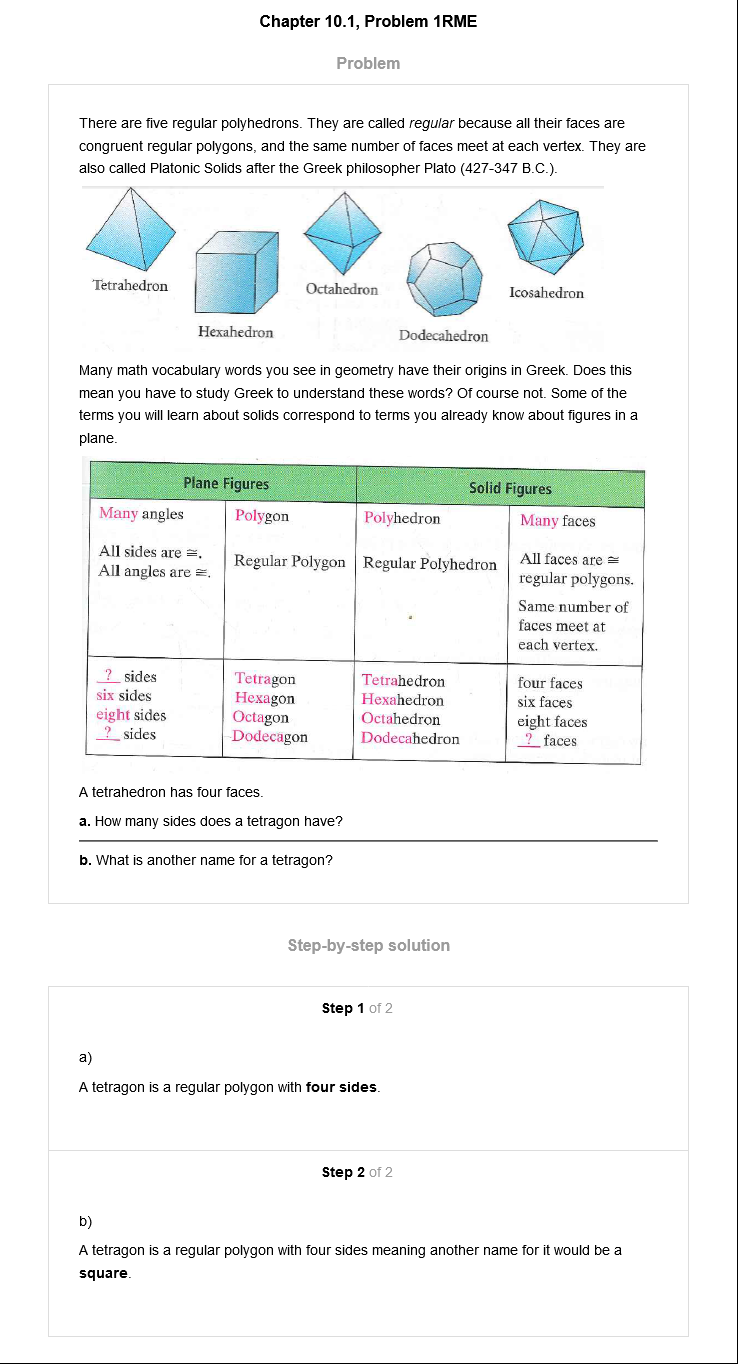 Chapter 10.1, Problem 1RME
Problem
There are five regular polyhedrons. They are called regular because all their faces are
congruent regular polygons, and the same number of faces meet at each vertex. They are
also called Platonic Solids after the Greek philosopher Plato (427-347 B.C.).
Tetrahedron
Hexahedron
Octahedron
Dodecahedron
Icosahedron
Many math vocabulary words you see in geometry have their origins in Greek. Does this
mean you have to study Greek to understand these words? Of course not. Some of the
terms you will learn about solids correspond to terms you already know about figures in a
plane.
Plane Figures Solid Figures
Many angles Polygon Polyhedron Many faces
All sides are ≅. Regular Polygon Regular Polyhedron All faces are ≅
All angles are ≅. regular polygons.
Same number of
faces meet at
each vertex.
? sides Tetragon Tetrahedron four faces
six sides Hexagon Hexahedron six faces
eight sides Octagon Octahedron eight faces
? sides Dodecagon Dodecahedron ? faces
A tetrahedron has four faces.
a. How many sides does a tetragon have?
b. What is another name for a tetragon?
Step-by-step solution
Step 1 of 2
a)
A tetragon is a regular polygon with four sides.
Step 2 of 2
b)
A tetragon is a regular polygon with four sides meaning another name for it would be a
square.